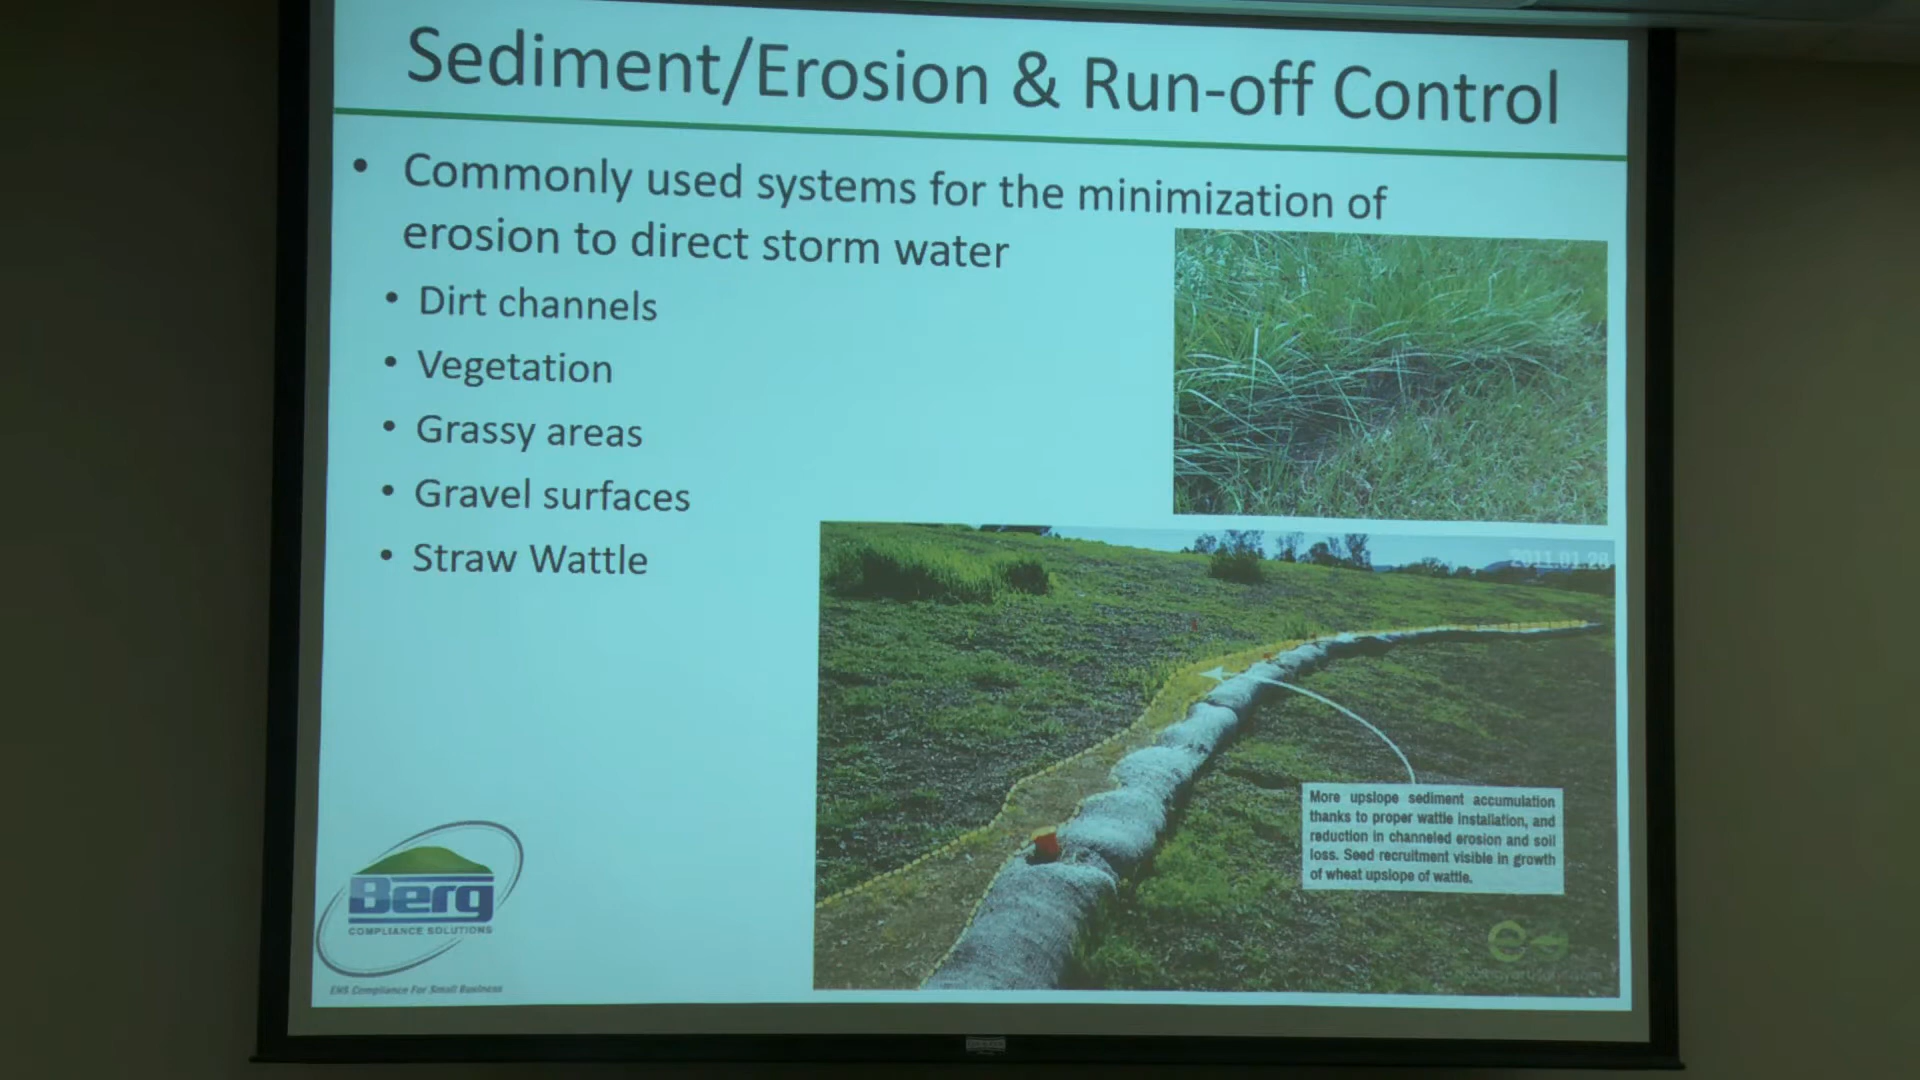 Sediment/Erosion & Run-off Control
• Commonly used systems for the minimization of
erosion to direct storm water
• Dirt channels
• Vegetation
• Grassy areas
• Gravel surfaces
• Straw Wattle
2011.01.28
More upslope sediment accumulation
thanks to proper wattle installation, and
reduction in channeled erosion and soil
loss. Seed recruitment visible in growth
of wheat upslope of wattle.
Berg
COMPLIANCE SOLUTIONS
EHS Compliance For Small Business